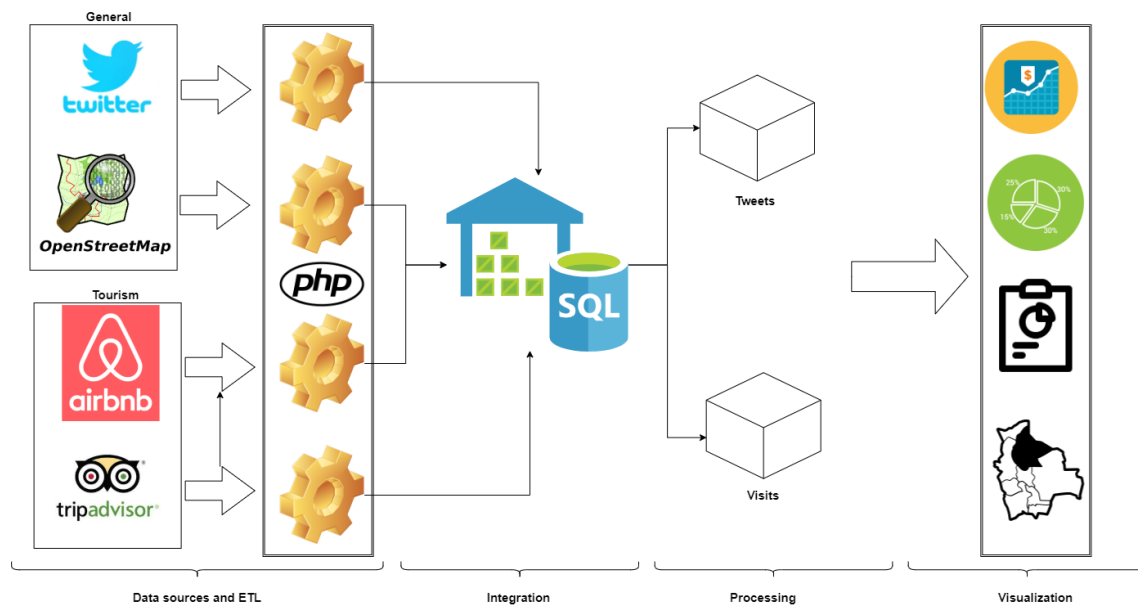 General
twitter
OpenStreetMap
Tourism
airbnb
tripadvisor®
php
SQL
Tweets
Visits
$
25%
30%
15%
30%
Data sources and ETL
Integration
Processing
Visualization